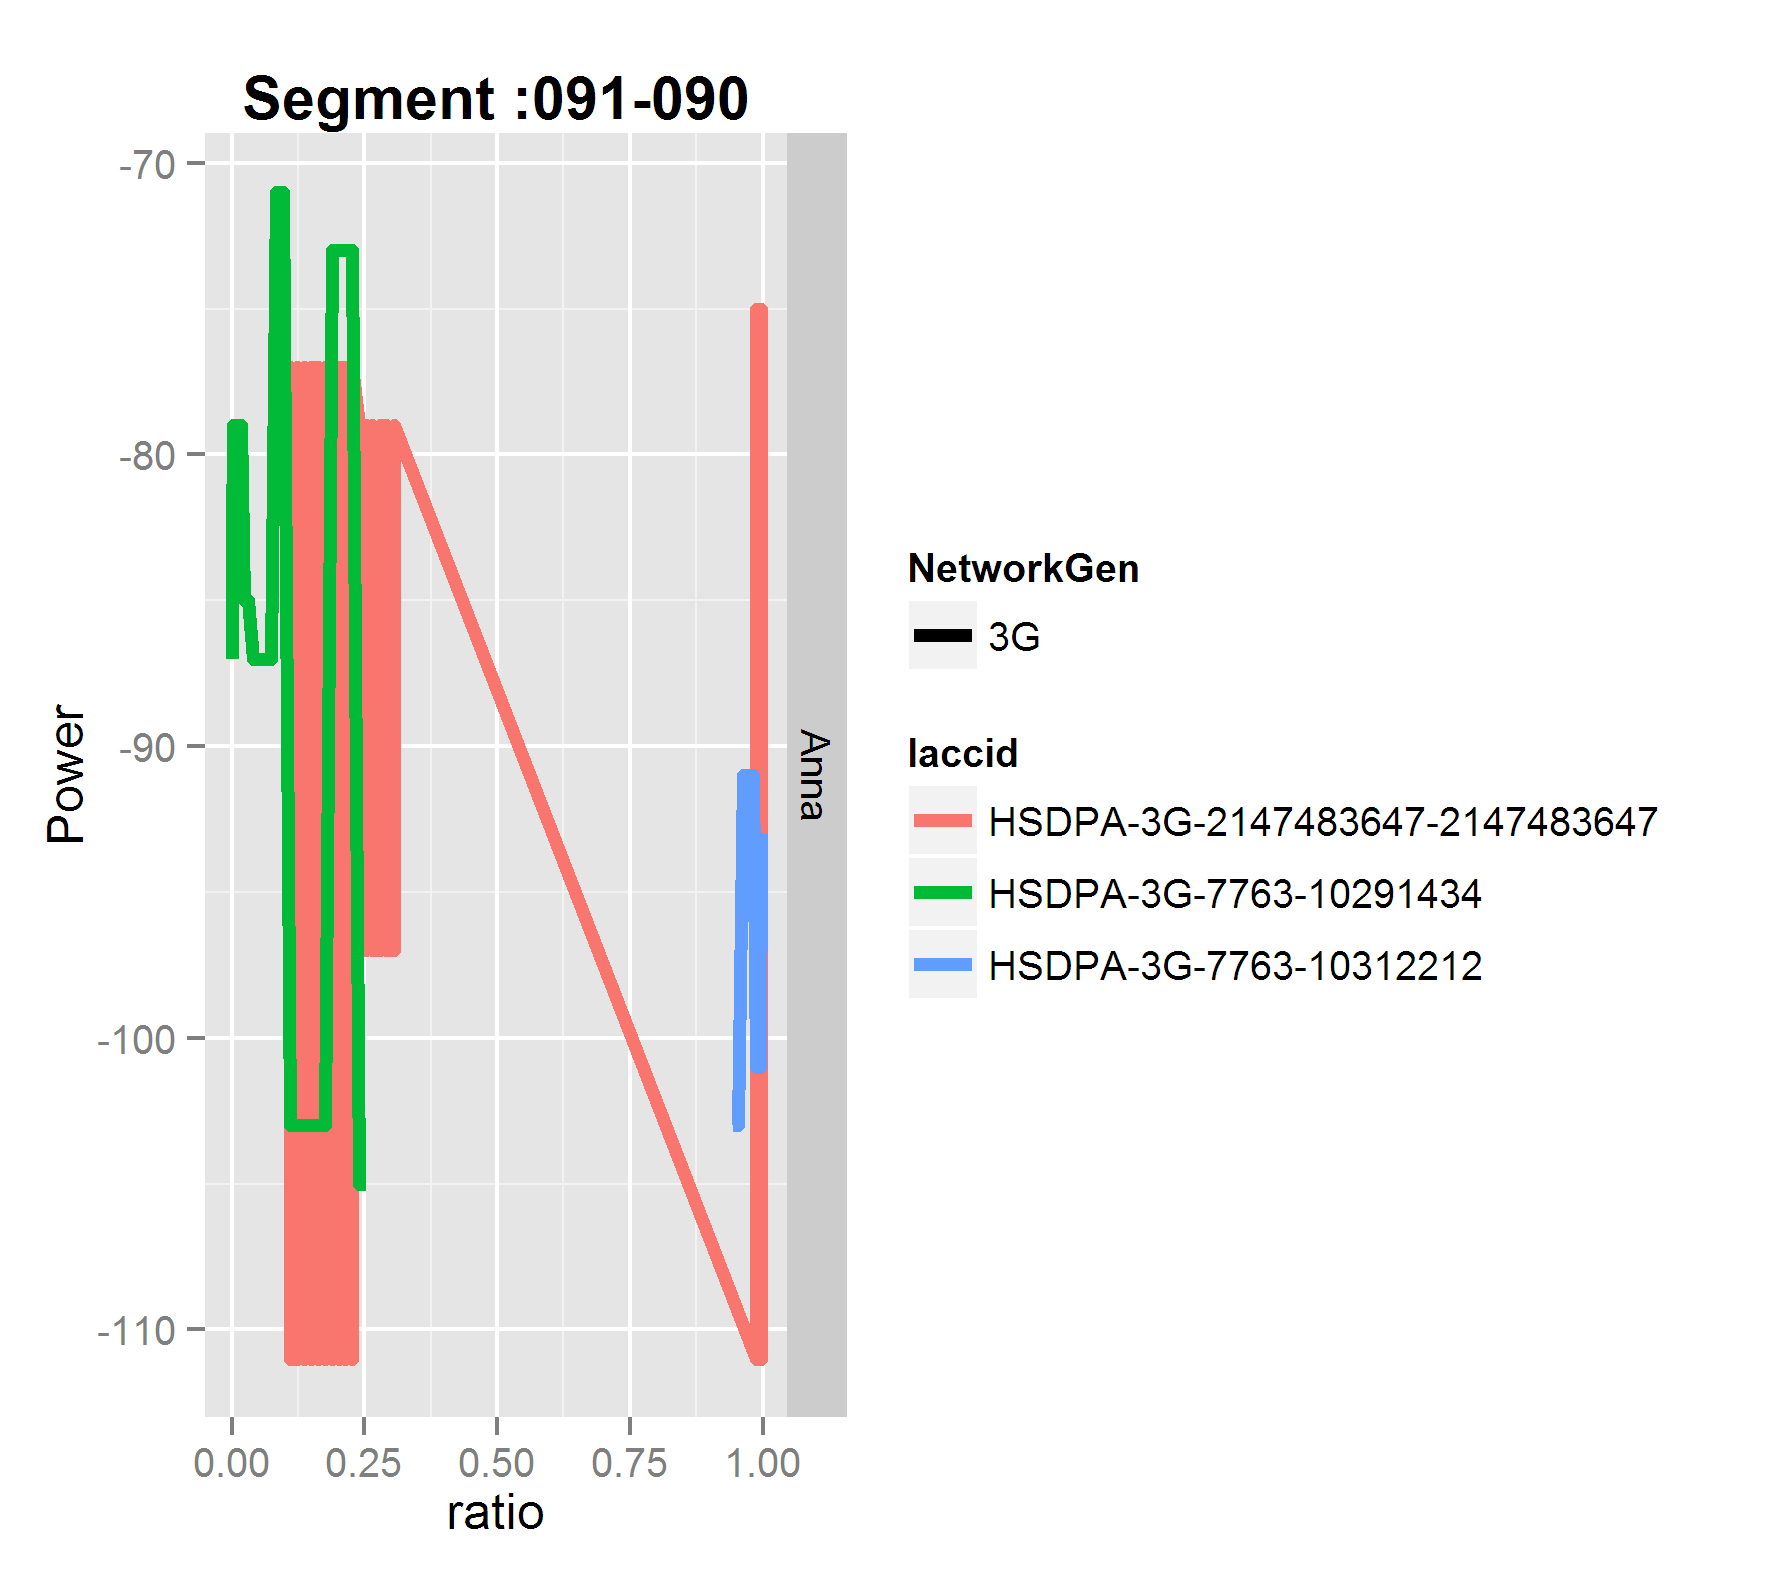 Segment :091-090
-70
-80
-90
-100
-110
Power
0.00 0.25 0.50 0.75 1.00
ratio
Anna
NetworkGen
3G
laccid
HSDPA-3G-2147483647-2147483647
HSDPA-3G-7763-10291434
HSDPA-3G-7763-10312212